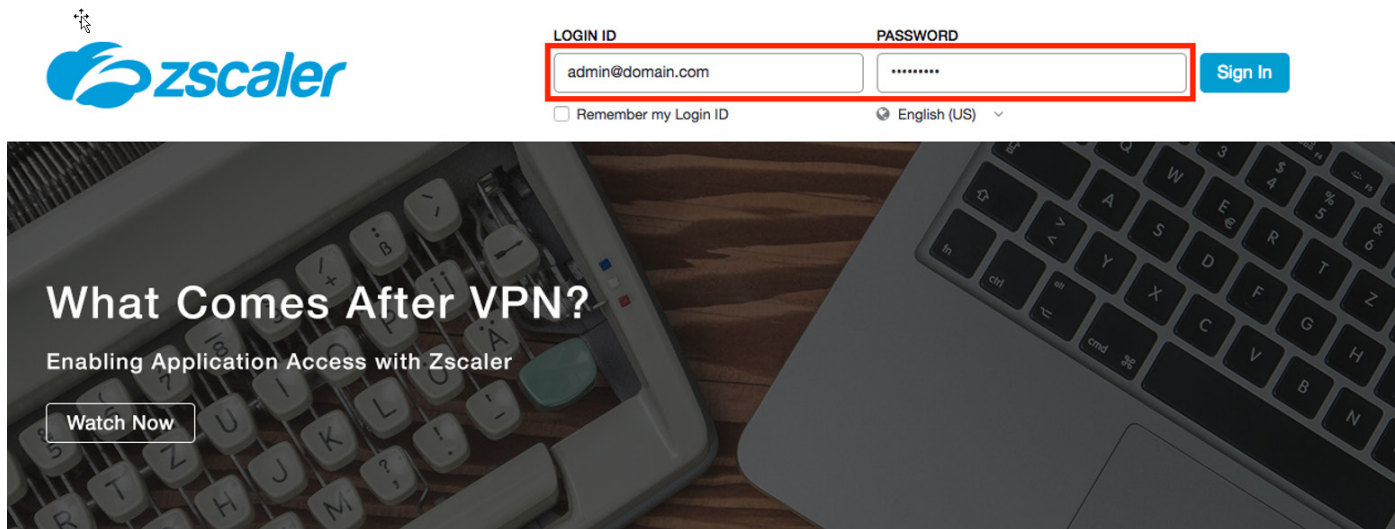 LOGIN ID PASSWORD
zscaler
admin@domain.com ••••••••• Sign In
Remember my Login ID English (US)
What Comes After VPN?
Enabling Application Access with Zscaler
Watch Now